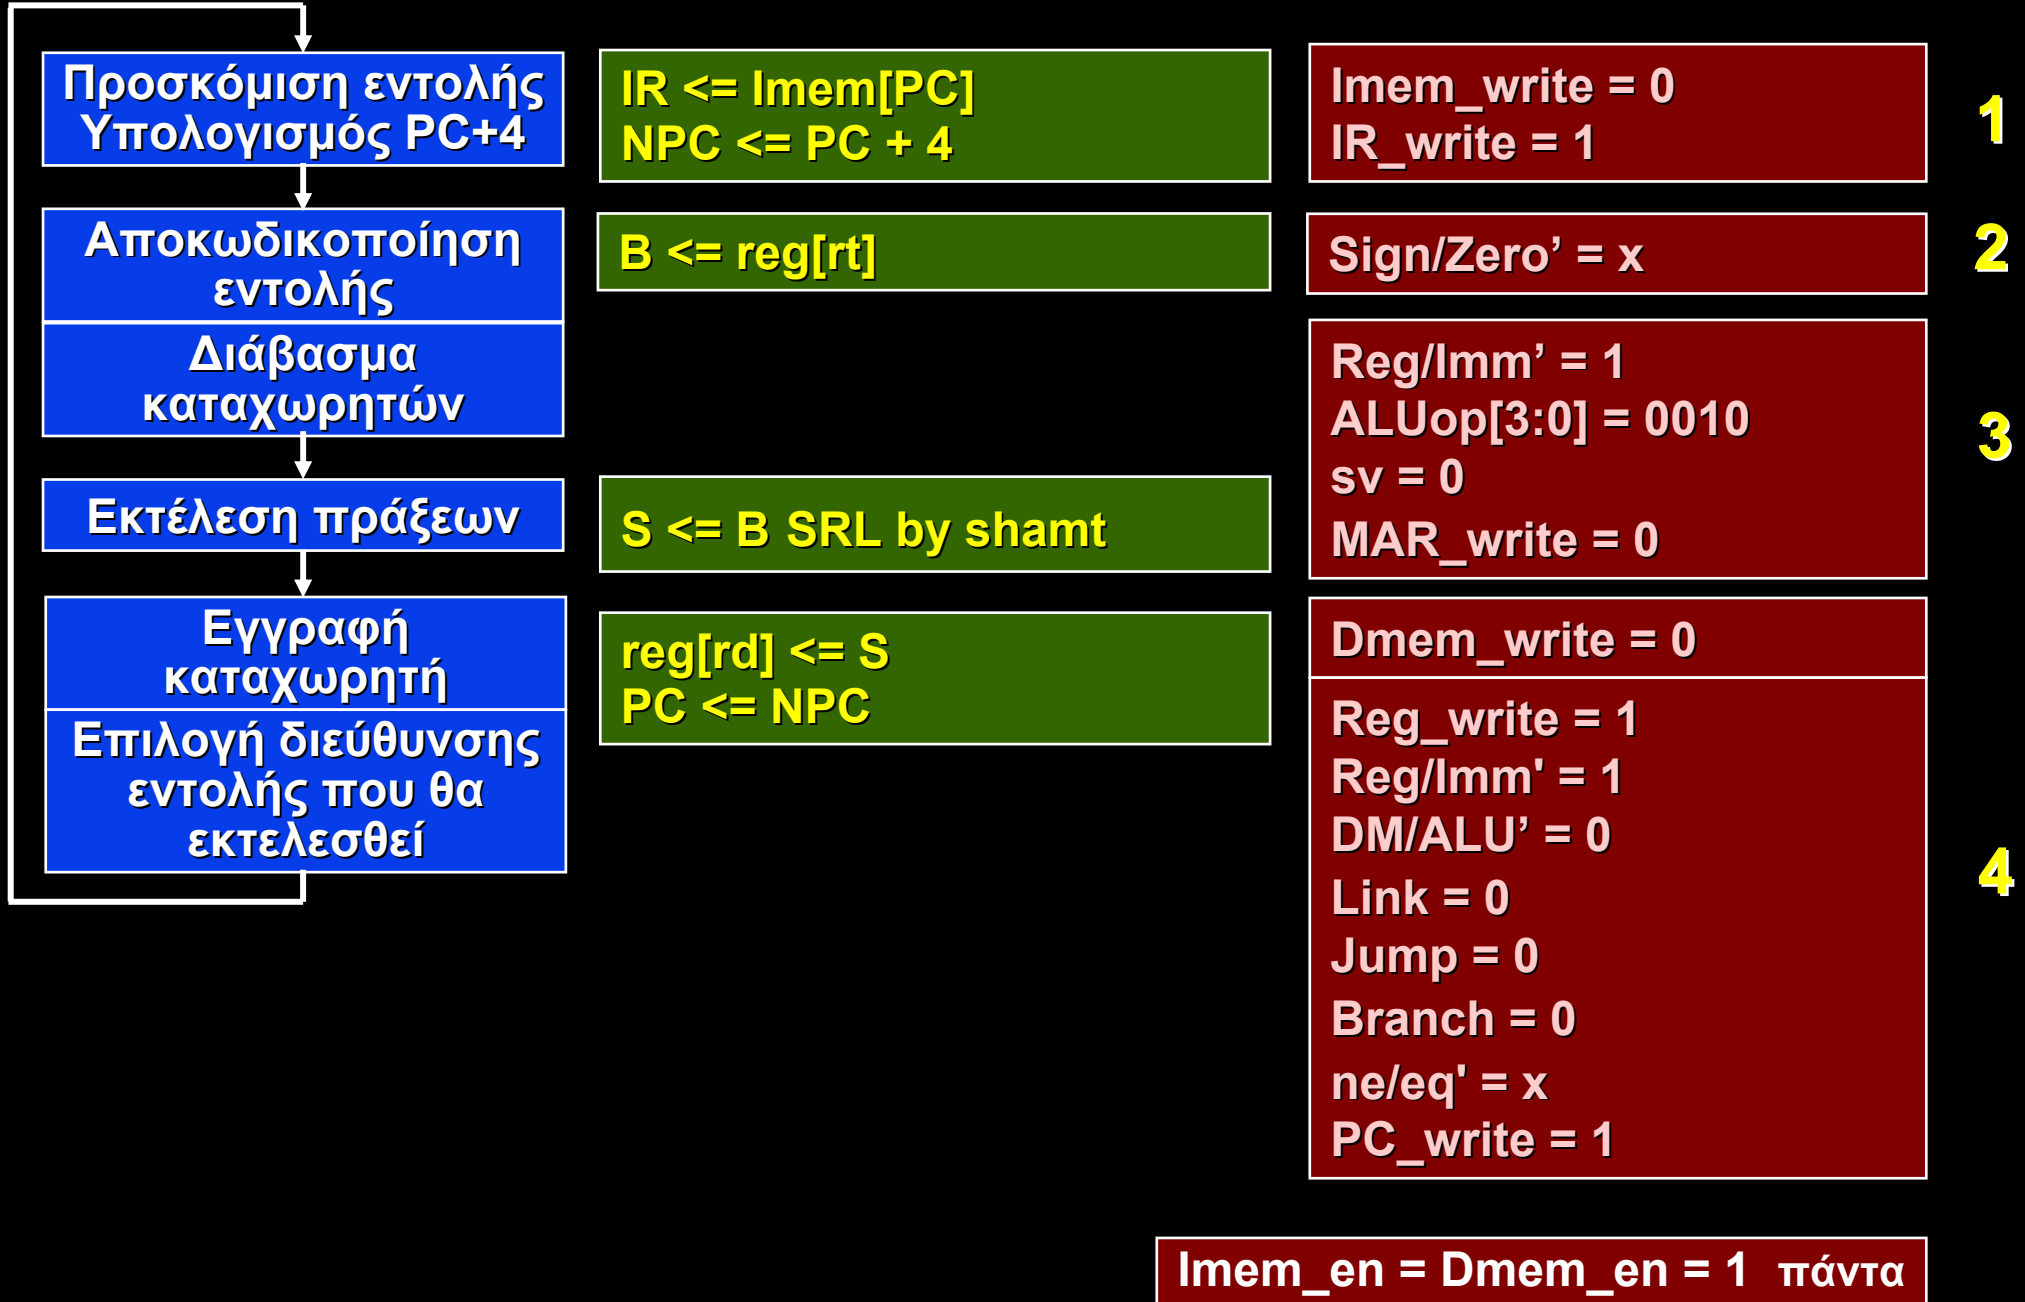 Προσκόμιση εντολής
Υπολογισμός PC+4
IR <= Imem[PC]
NPC <= PC + 4
Imem_write = 0
IR_write = 1
1
Αποκωδικοποίηση
εντολής
B <= reg[rt]
Sign/Zero’ = x
2
Διάβασμα
καταχωρητών
Reg/Imm’ = 1
ALUop[3:0] = 0010
sv = 0
MAR_write = 0
3
Εκτέλεση πράξεων
S <= B SRL by shamt
Εγγραφή
καταχωρητή
reg[rd] <= S
PC <= NPC
Dmem_write = 0
Επιλογή διεύθυνσης
εντολής που θα
εκτελεσθεί
Reg_write = 1
Reg/Imm' = 1
DM/ALU’ = 0
Link = 0
Jump = 0
Branch = 0
ne/eq' = x
PC_write = 1
4
Imem_en = Dmem_en = 1 πάντα